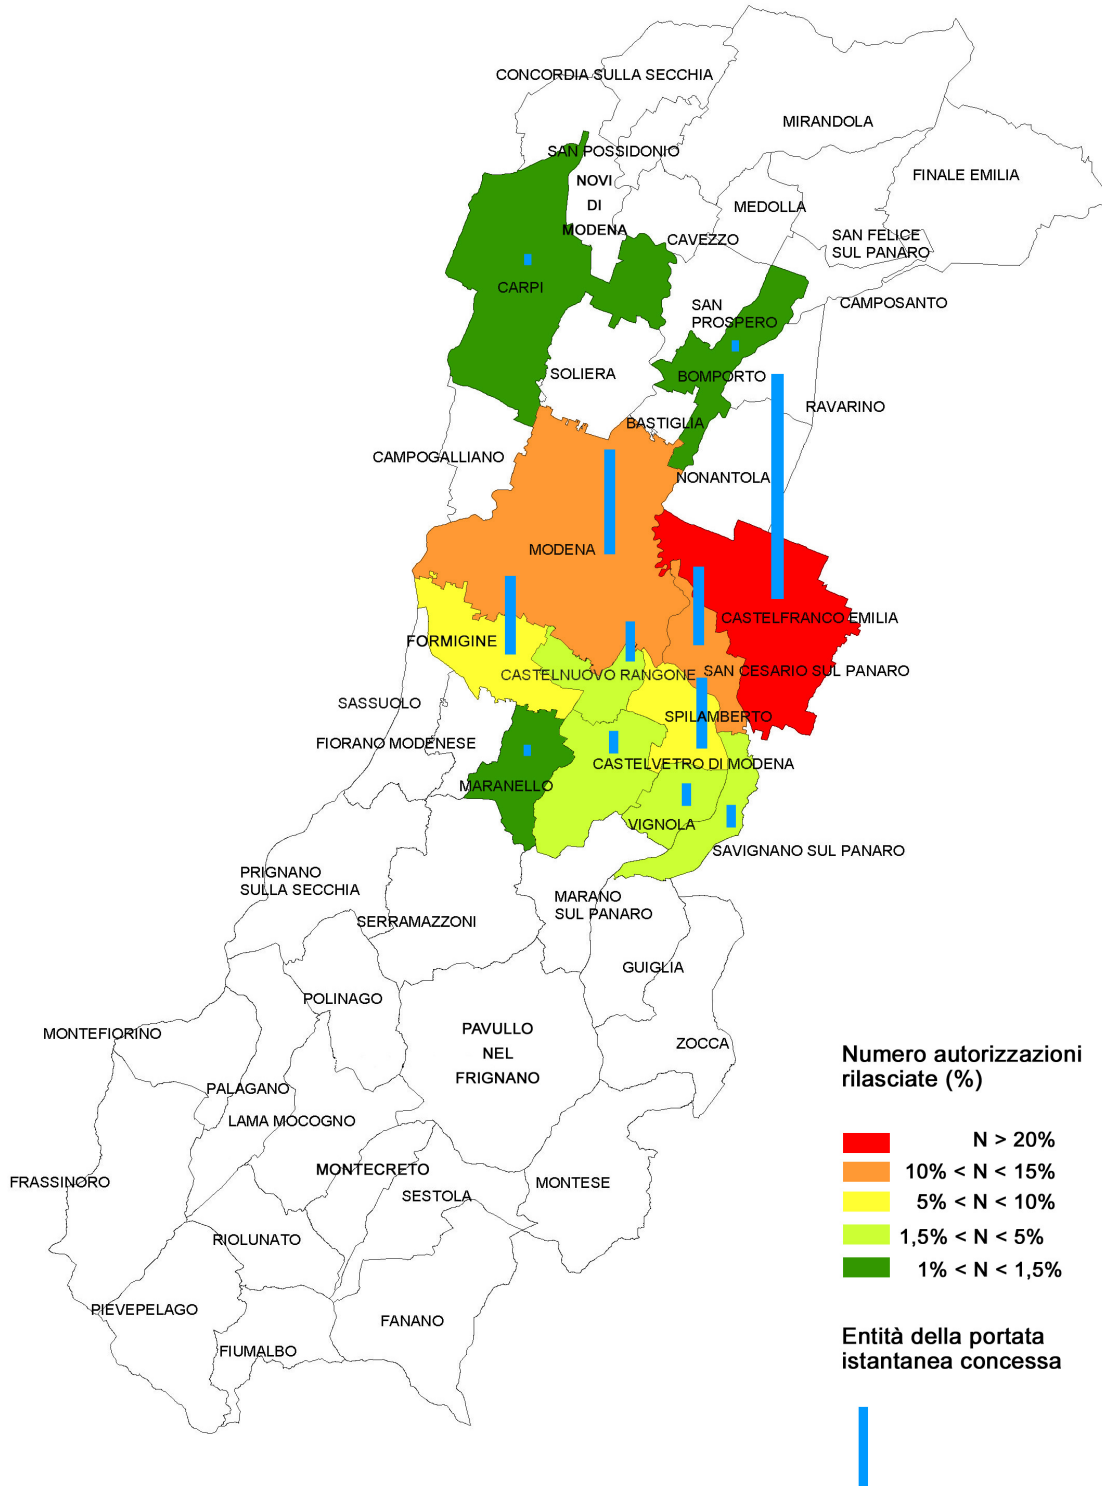 CONCORDIA SULLA SECCHIA
MIRANDOLA
SAN POSSIDONIO
FINALE EMILIA
NOVI
DI
MODENA
MEDOLLA
CAVEZZO
SAN FELICE
SUL PANARO
CARPI
SAN
PROSPERO
CAMPOSANTO
SOLIERA
BOMPORTO
RAVARINO
BASTIGLIA
CAMPOGALLIANO
NONANTOLA
MODENA
CASTELFRANCO EMILIA
FORMIGINE
CASTELNUOVO RANGONE
SAN CESARIO SUL PANARO
SASSUOLO
SPILAMBERTO
FIORANO MODENESE
CASTELVETRO DI MODENA
MARANELLO
VIGNOLA
SAVIGNANO SUL PANARO
PRIGNANO
SULLA SECCHIA
MARANO
SUL PANARO
SERRAMAZZONI
GUIGLIA
POLINAGO
MONTEFIORINO
PAVULLO
NEL
FRIGNANO
ZOCCA
PALAGANO
LAMA MOCOGNO
MONTECRETO
FRASSINORO
SESTOLA
MONTESE
RIOLUNATO
PIEVEPELAGO
FANANO
FIUMALBO
Numero autorizzazioni
rilasciate (%)
N > 20%
10% < N < 15%
5% < N < 10%
1,5% < N < 5%
1% < N < 1,5%
Entità della portata
istantanea concessa